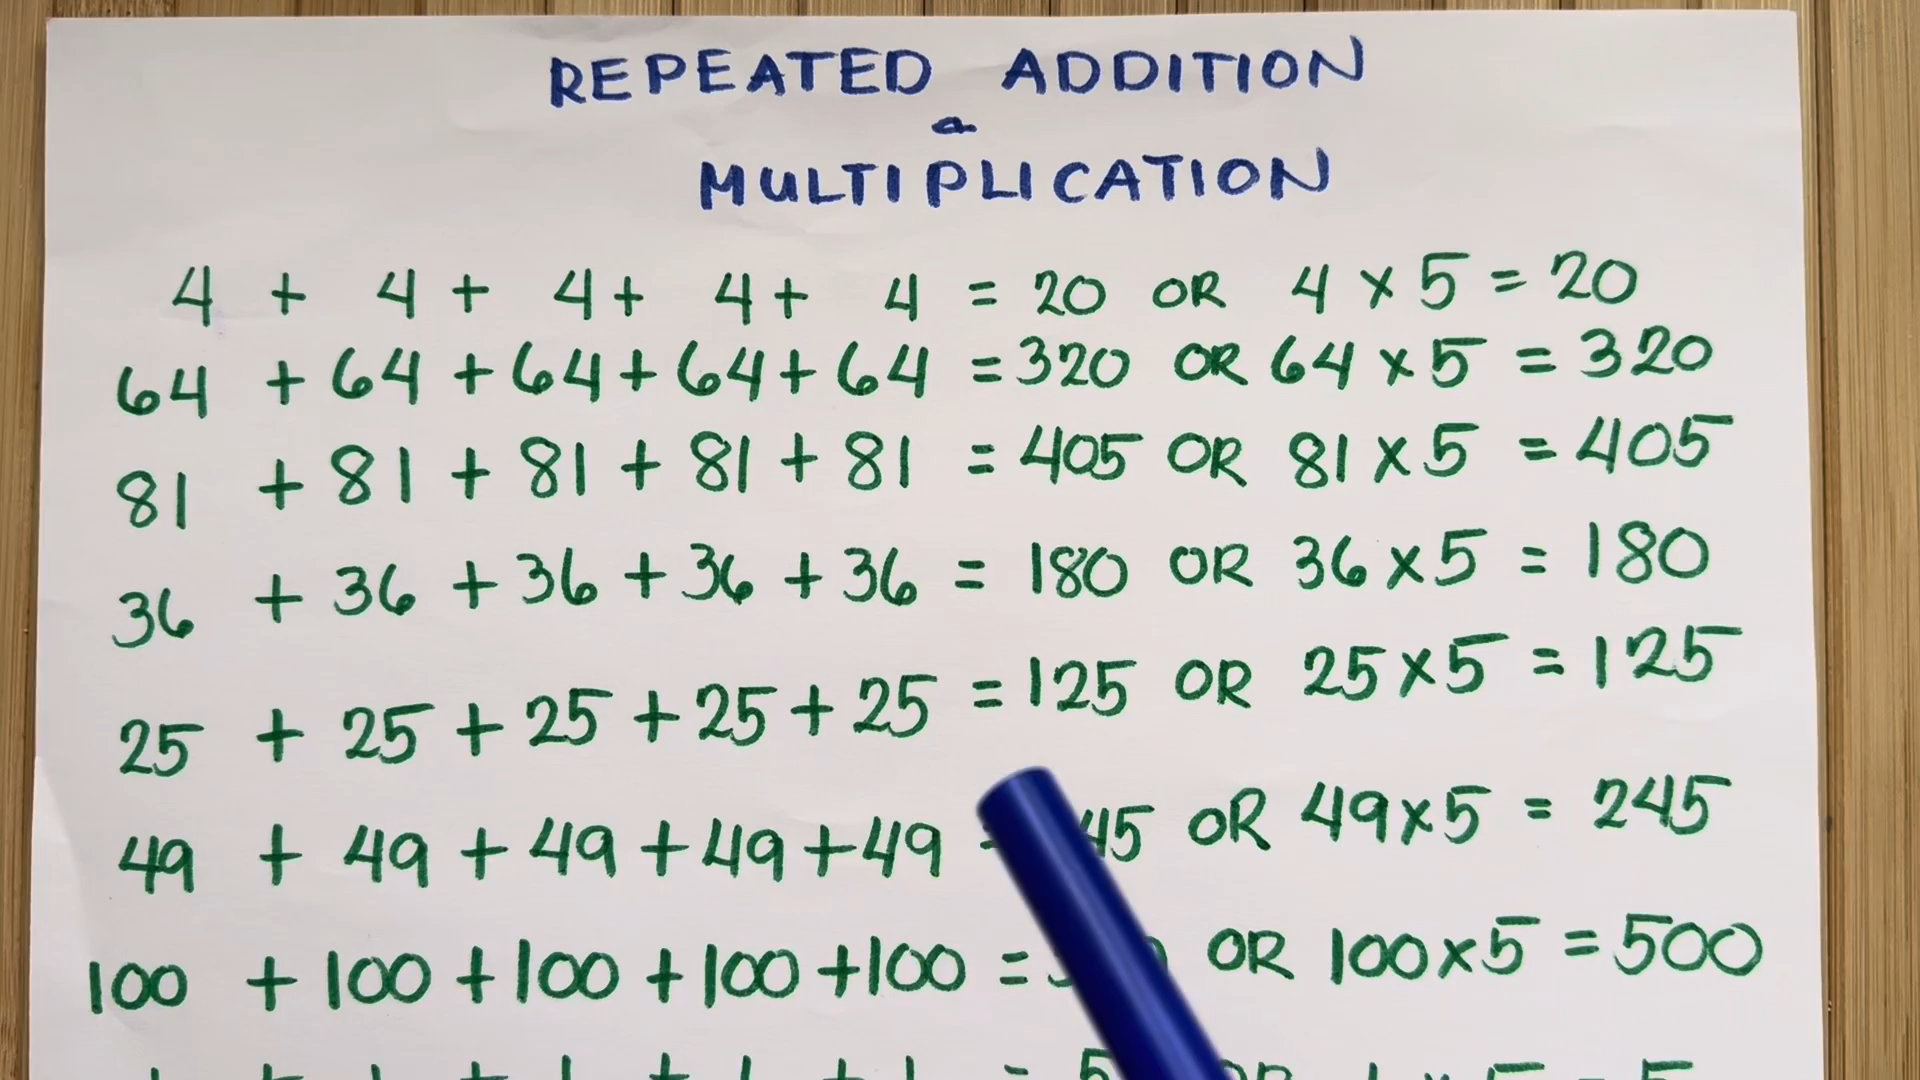 REPEATED ADDITION
&
MULTIPLICATION
4 + 4 + 4 + 4 + 4 = 20 OR 4 × 5 = 20
64 + 64 + 64 + 64 + 64 = 320 OR 64 × 5 = 320
81 + 81 + 81 + 81 + 81 = 405 OR 81 × 5 = 405
36 + 36 + 36 + 36 + 36 = 180 OR 36 × 5 = 180
25 + 25 + 25 + 25 + 25 = 125 OR 25 × 5 = 125
49 + 49 + 49 + 49 + 49 = 45 OR 49 × 5 = 245
100 + 100 + 100 + 100 + 100 = OR 100 × 5 = 500